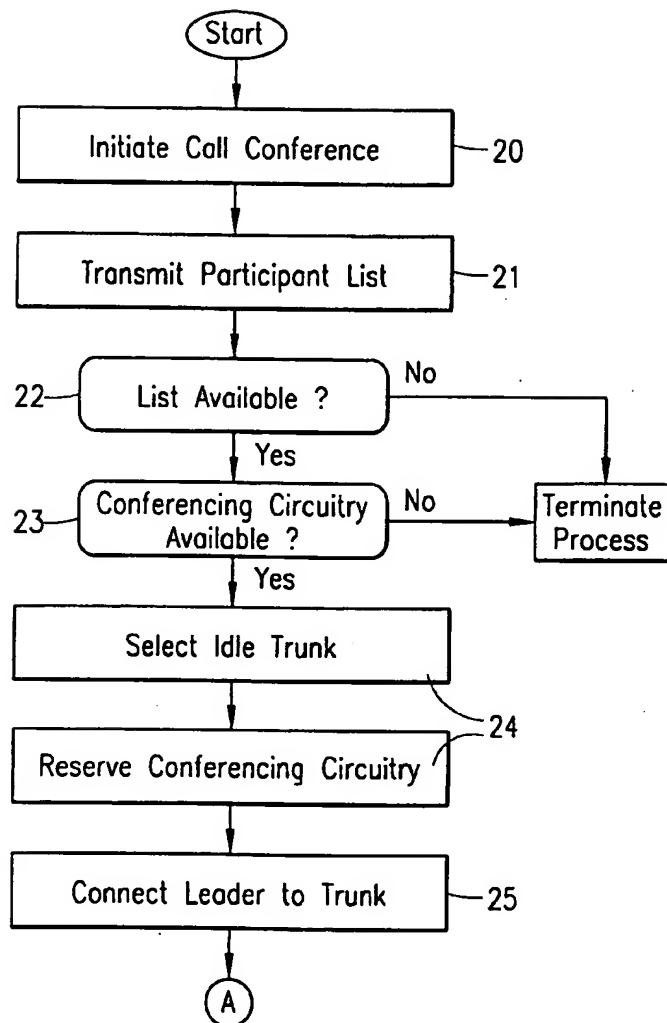 Start
Initiate Call Conference
20
Transmit Participant List
21
22
List Available ?
No
Yes
23
Conferencing Circuitry
Available ?
No
Terminate
Process
Yes
Select Idle Trunk
24
Reserve Conferencing Circuitry
Connect Leader to Trunk
25
A